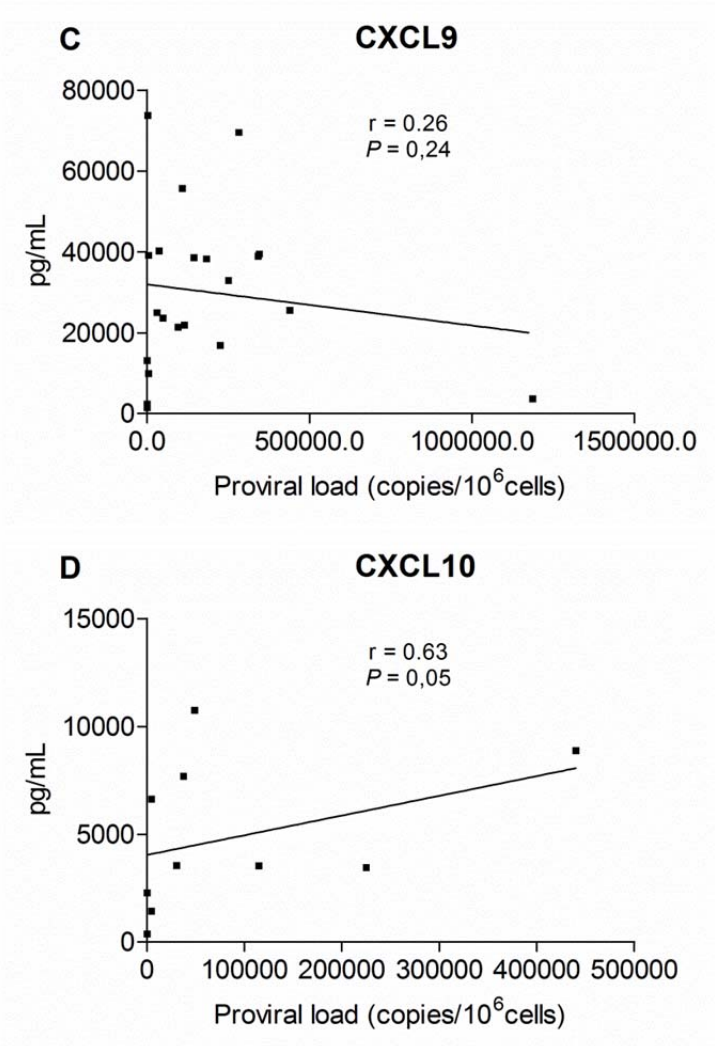 C
CXCL9
80000
r = 0.26
P = 0,24
60000
40000
pg/mL
20000
0
0.0 500000.0 1000000.0 1500000.0
Proviral load (copies/10⁶cells)
D
CXCL10
15000
r = 0.63
P = 0,05
10000
pg/mL
5000
0
0 100000 200000 300000 400000 500000
Proviral load (copies/10⁶cells)